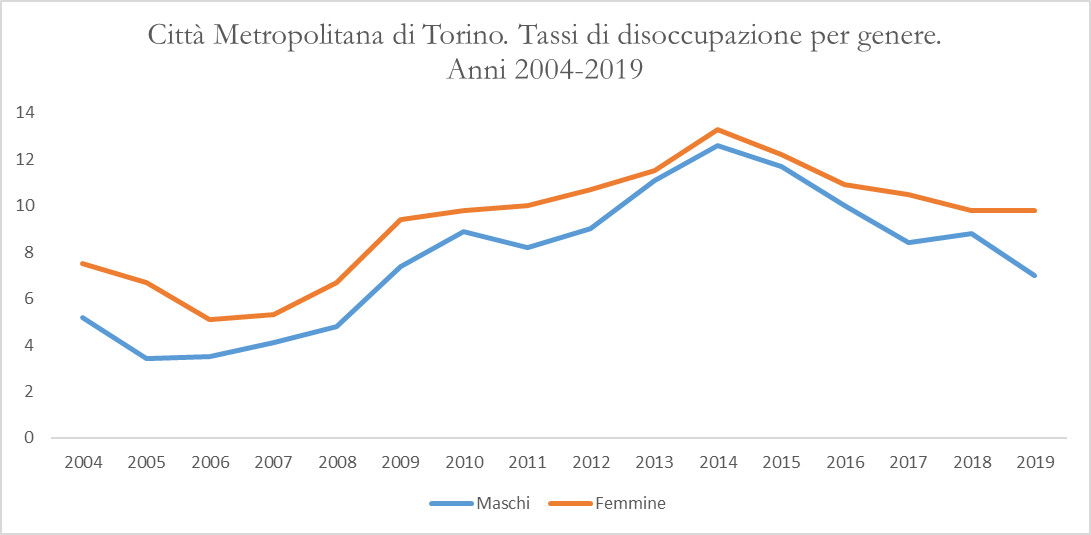 Città Metropolitana di Torino. Tassi di disoccupazione per genere.
Anni 2004-2019
14
12
10
8
6
4
2
0
2004 2005 2006 2007 2008 2009 2010 2011 2012 2013 2014 2015 2016 2017 2018 2019
Maschi Femmine